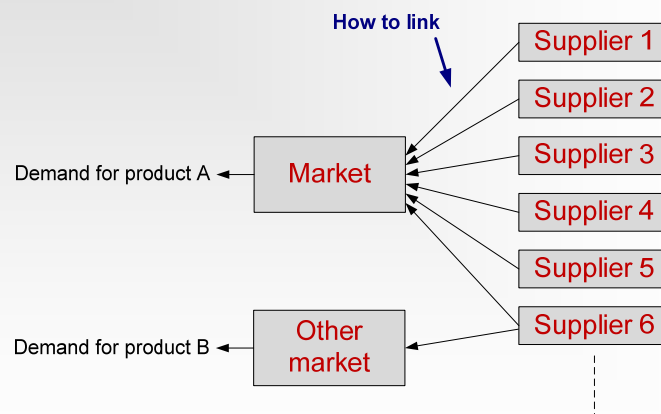 How to link
Supplier 1
Supplier 2
Supplier 3
Demand for product A
Market
Supplier 4
Supplier 5
Supplier 6
Other
market
Demand for product B